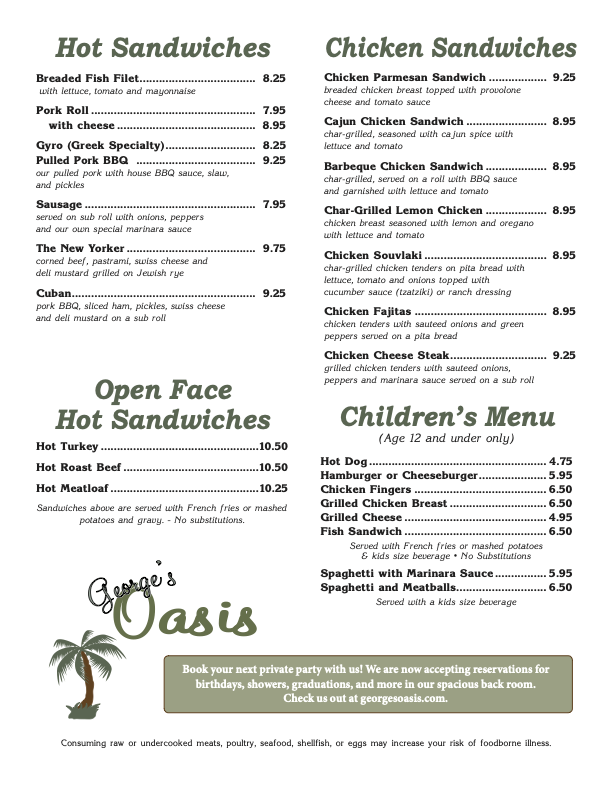 Hot Sandwiches
Breaded Fish Filet................................. 8.25
with lettuce, tomato and mayonnaise
Pork Roll ............................................... 7.95
with cheese ....................................... 8.95
Gyro (Greek Specialty).......................... 8.25
Pulled Pork BBQ .................................. 9.25
our pulled pork with house BBQ sauce, slaw,
and pickles
Sausage ................................................. 7.95
served on sub roll with onions, peppers
and our own special marinara sauce
The New Yorker ..................................... 9.75
corned beef, pastrami, swiss cheese and
deli mustard grilled on Jewish rye
Cuban..................................................... 9.25
pork BBQ, sliced ham, pickles, swiss cheese
and deli mustard on a sub roll
Open Face
Hot Sandwiches
Hot Turkey .............................................10.50
Hot Roast Beef .......................................10.50
Hot Meatloaf ...........................................10.25
Sandwiches above are served with French fries or mashed
potatoes and gravy. - No substitutions.
Chicken Sandwiches
Chicken Parmesan Sandwich ................. 9.25
breaded chicken breast topped with provolone
cheese and tomato sauce
Cajun Chicken Sandwich ....................... 8.95
char-grilled, seasoned with cajun spice with
lettuce and tomato
Barbeque Chicken Sandwich .................. 8.95
char-grilled, served on a roll with BBQ sauce
and garnished with lettuce and tomato
Char-Grilled Lemon Chicken .................. 8.95
chicken breast seasoned with lemon and oregano
with lettuce and tomato
Chicken Souvlaki ................................... 8.95
char-grilled chicken tenders on pita bread with
lettuce, tomato and onions topped with
cucumber sauce (tzatziki) or ranch dressing
Chicken Fajitas ...................................... 8.95
chicken tenders with sauteed onions and green
peppers served on a pita bread
Chicken Cheese Steak............................ 9.25
grilled chicken tenders with sauteed onions,
peppers and marinara sauce served on a sub roll
Children’s Menu
(Age 12 and under only)
Hot Dog ................................................... 4.75
Hamburger or Cheeseburger.................... 5.95
Chicken Fingers ....................................... 6.50
Grilled Chicken Breast ............................ 6.50
Grilled Cheese ......................................... 4.95
Fish Sandwich ......................................... 6.50
Served with French fries or mashed potatoes
& kids size beverage • No Substitutions
Spaghetti with Marinara Sauce ............... 5.95
Spaghetti and Meatballs.......................... 6.50
Served with a kids size beverage
George's
Oasis
Book your next private party with us! We are now accepting reservations for
birthdays, showers, graduations, and more in our spacious back room.
Check us out at georgesoasis.com.
Consuming raw or undercooked meats, poultry, seafood, shellfish, or eggs may increase your risk of foodborne illness.